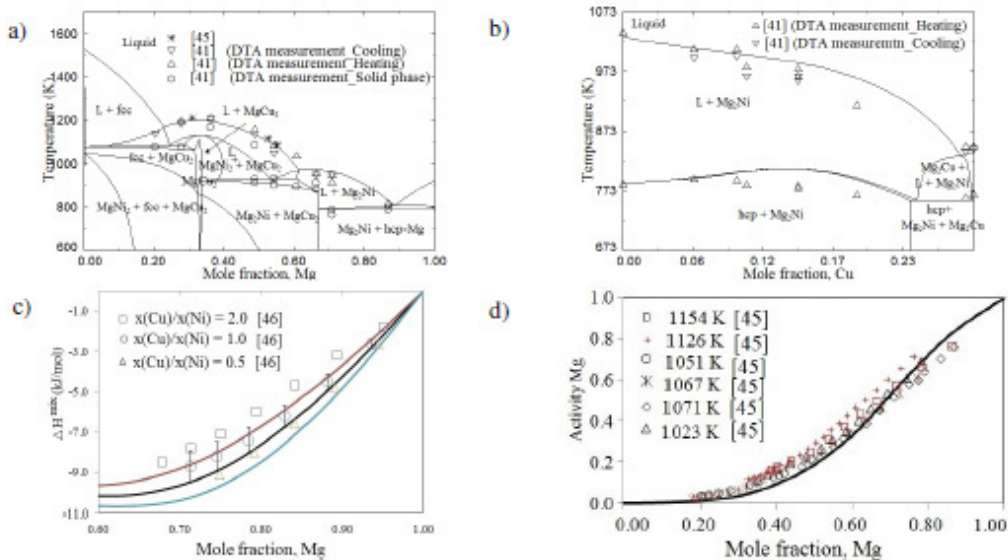 a)
1600
1400
1200
1000
800
600
Temperature (K)
Liquid
[45]
[41] (DTA measurement_Cooling)
[41] (DTA measurement_Heating)
[41] (DTA measurement_Solid phase)
L + fcc
L + MgCu₂
fcc + MgCu₂
MgNi₂ + MgCu₂
L + Mg₂Ni
MgNi₂ + fcc + MgCu₂
Mg₂Ni + MgCu₂
Mg₂Ni + hcp-Mg
0.00 0.20 0.40 0.60 0.80 1.00
Mole fraction, Mg
b)
1073
973
873
773
673
Temperature (K)
Liquid
[41] (DTA measurement_Heating)
[41] (DTA measuremtn_Cooling)
L + Mg₂Ni
Mg₂Cu +
L + Mg₂Ni
hcp + Mg₂Ni
hcp+
Mg₂Ni + Mg₂Cu
0.00 0.06 0.12 0.17 0.23
Mole fraction, Cu
c)
-1.0
-3.0
-5.0
-7.0
-9.0
-11.0
ΔHᵐⁱˣ (kJ/mol)
x(Cu)/x(Ni) = 2.0 [46]
x(Cu)/x(Ni) = 1.0 [46]
x(Cu)/x(Ni) = 0.5 [46]
0.60 0.70 0.80 0.90 1.00
Mole fraction, Mg
d)
1.0
0.8
0.6
0.4
0.2
0.0
Activity Mg
1154 K [45]
1126 K [45]
1051 K [45]
1067 K [45]
1071 K [45]
1023 K [45]
0.00 0.20 0.40 0.60 0.80 1.00
Mole fraction, Mg